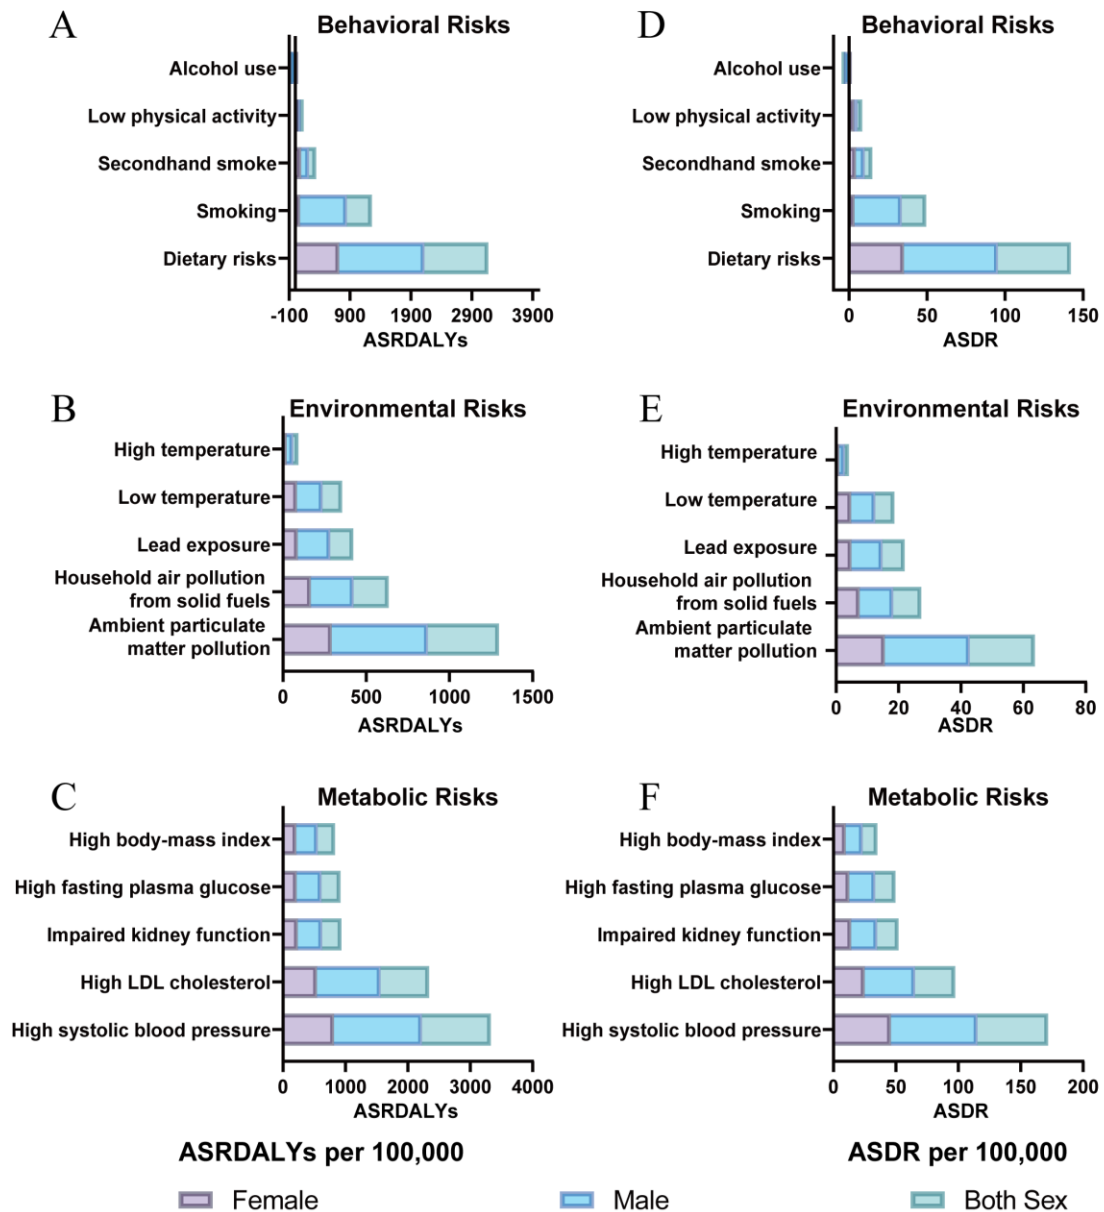 A
Behavioral Risks
Alcohol use
Low physical activity
Secondhand smoke
Smoking
Dietary risks
-100 900 1900 2900 3900
ASRDALYs
D
Behavioral Risks
Alcohol use
Low physical activity
Secondhand smoke
Smoking
Dietary risks
0 50 100 150
ASDR
B
Environmental Risks
High temperature
Low temperature
Lead exposure
Household air pollution
from solid fuels
Ambient particulate
matter pollution
0 500 1000 1500
ASRDALYs
E
Environmental Risks
High temperature
Low temperature
Lead exposure
Household air pollution
from solid fuels
Ambient particulate
matter pollution
0 20 40 60 80
ASDR
C
Metabolic Risks
High body-mass index
High fasting plasma glucose
Impaired kidney function
High LDL cholesterol
High systolic blood pressure
0 1000 2000 3000 4000
ASRDALYs
F
Metabolic Risks
High body-mass index
High fasting plasma glucose
Impaired kidney function
High LDL cholesterol
High systolic blood pressure
0 50 100 150 200
ASDR
ASRDALYs per 100,000
ASDR per 100,000
Female
Male
Both Sex